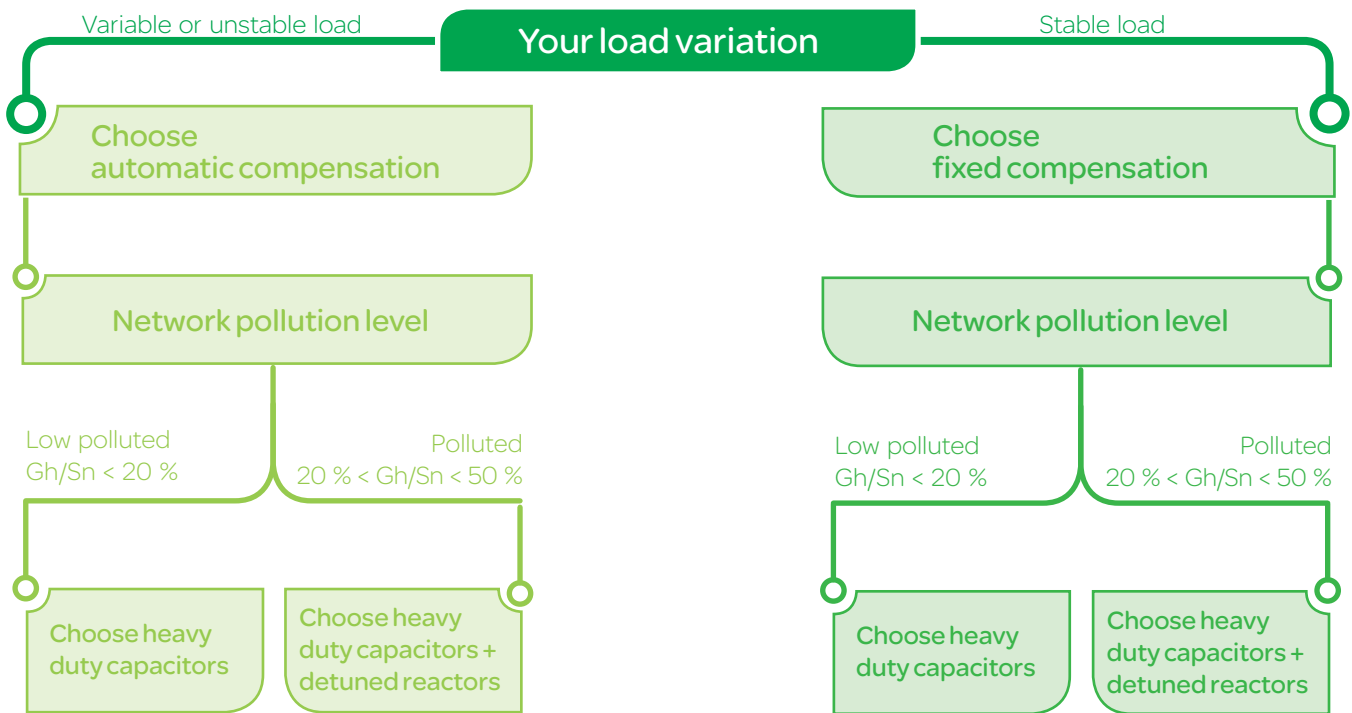 Your load variation
Variable or unstable load
Choose
automatic compensation
Network pollution level
Low polluted
Gh/Sn < 20 %
Polluted
20 % < Gh/Sn < 50 %
Choose heavy
duty capacitors
Choose heavy
duty capacitors +
detuned reactors
Stable load
Choose
fixed compensation
Network pollution level
Low polluted
Gh/Sn < 20 %
Polluted
20 % < Gh/Sn < 50 %
Choose heavy
duty capacitors
Choose heavy
duty capacitors +
detuned reactors